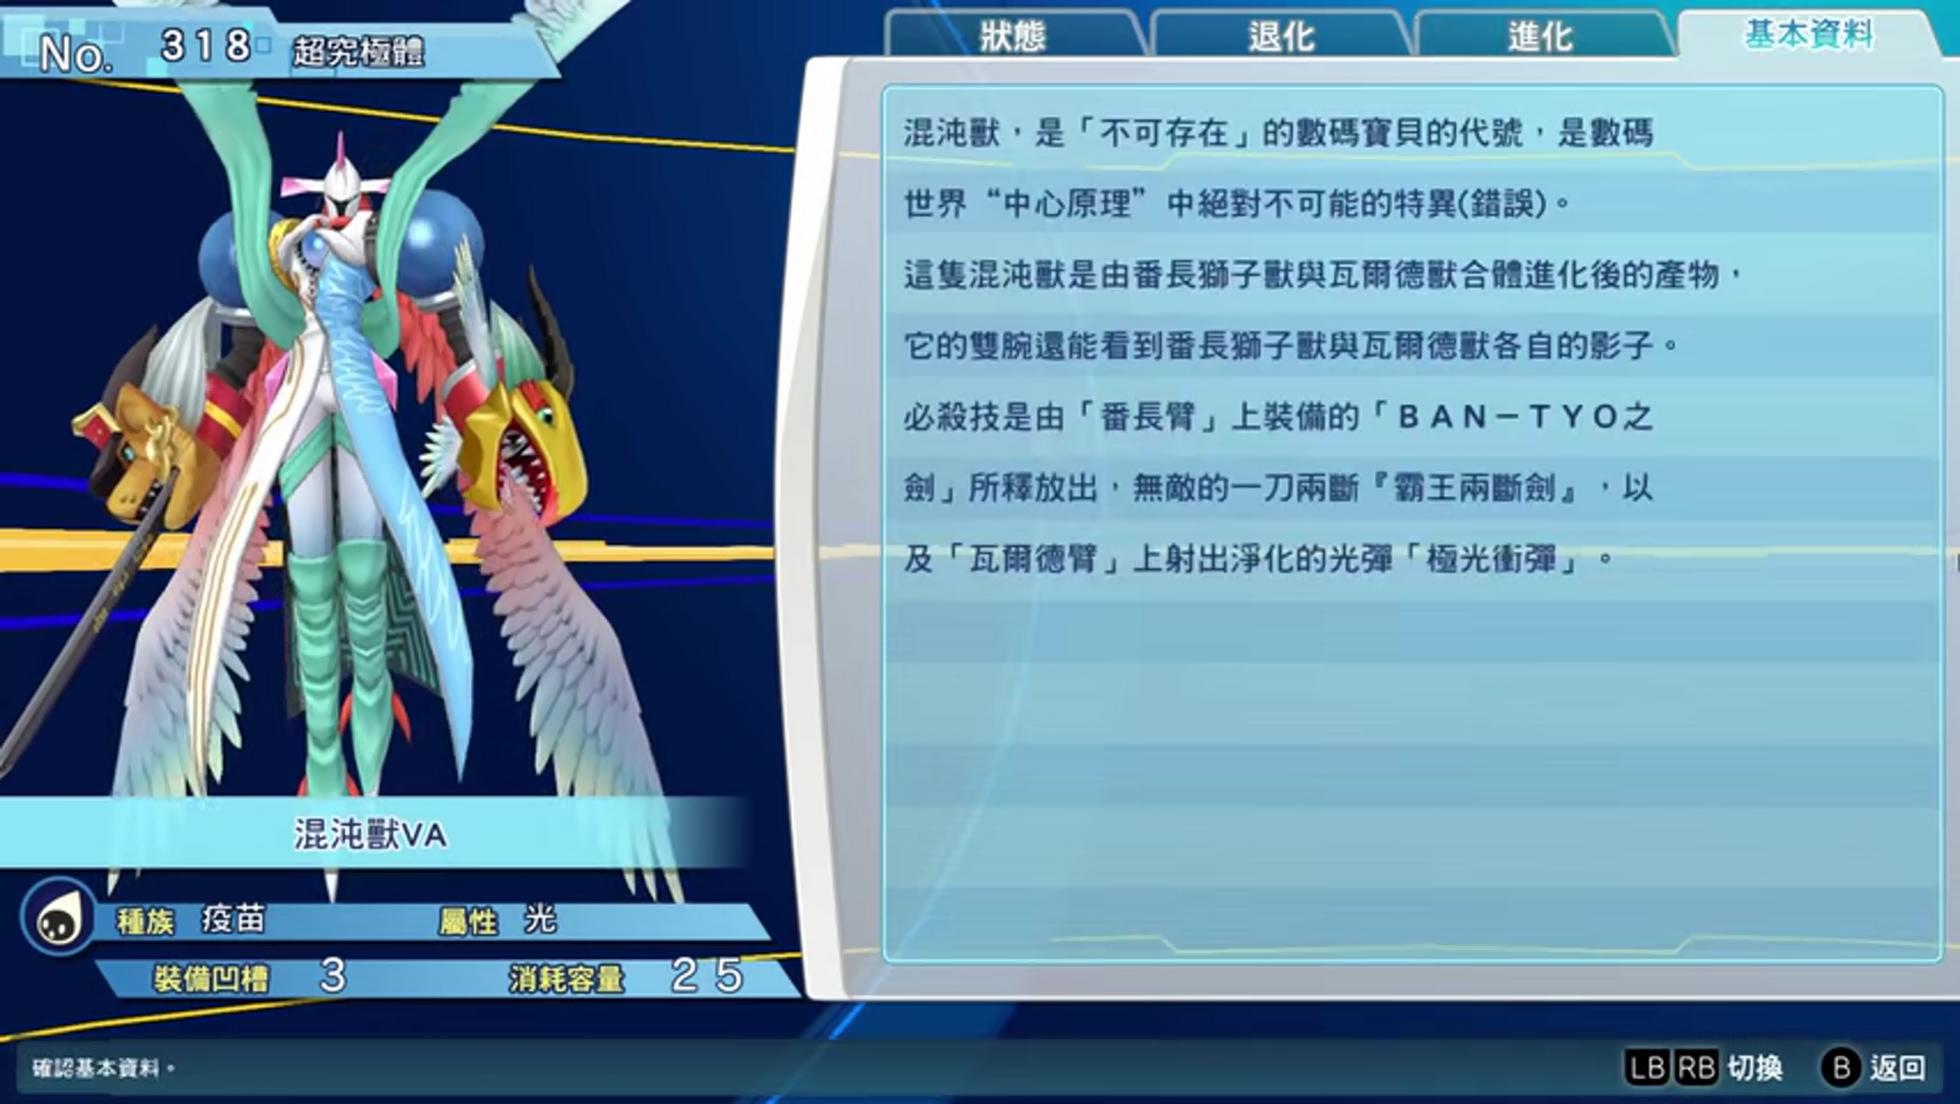 No. 318 超究極體
狀態
退化
進化
基本資料
混沌獸，是「不可存在」的數碼寶貝的代號，是數碼
世界“中心原理”中絕對不可能的特異(錯誤)。
這隻混沌獸是由番長獅子獸與瓦爾德獸合體進化後的產物，
它的雙腕還能看到番長獅子獸與瓦爾德獸各自的影子。
必殺技是由「番長臂」上裝備的「ＢＡＮ－ＴＹＯ之
劍」所釋放出，無敵的一刀兩斷『霸王兩斷劍』，以
及「瓦爾德臂」上射出淨化的光彈「極光衝彈」。
混沌獸VA
種族 疫苗 屬性 光
裝備凹槽 3 消耗容量 25
確認基本資料。
LB RB 切換 B 返回